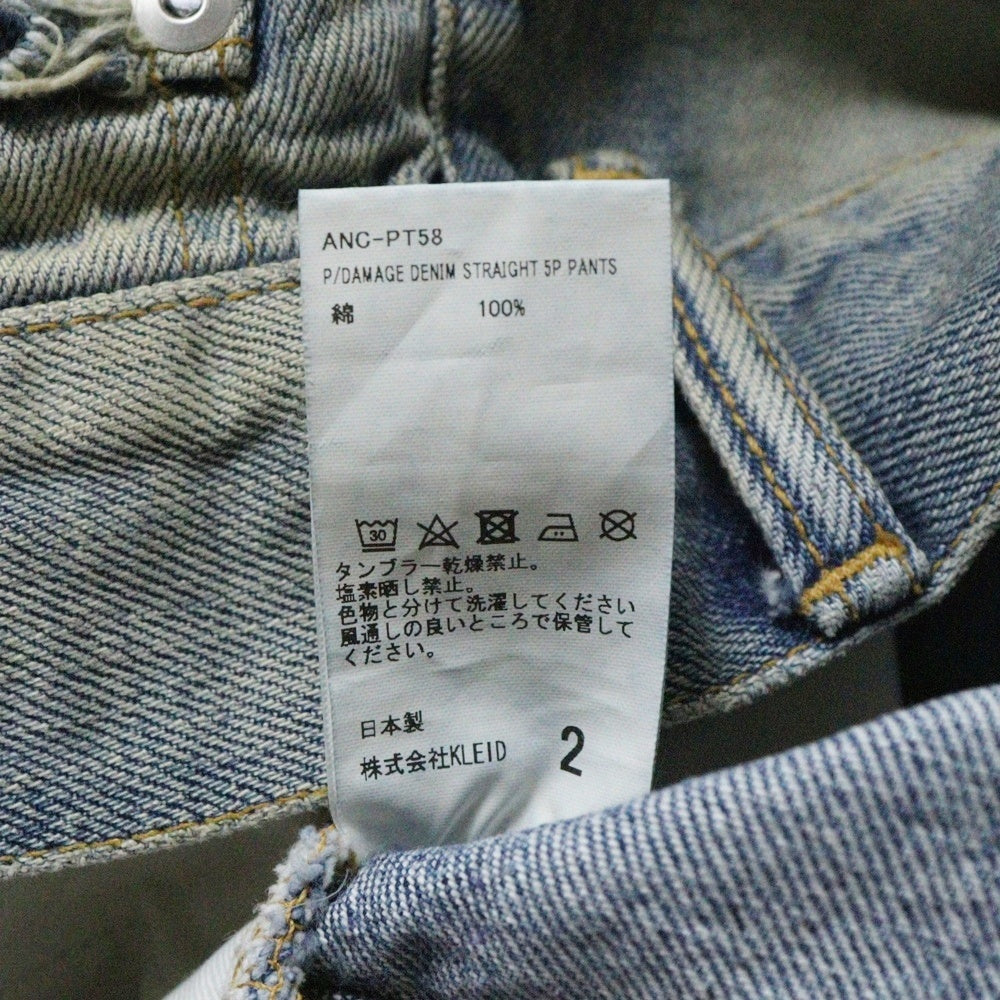 ANC-PT58
P/DAMAGE DENIM STRAIGHT 5P PANTS
綿 100%
30
タンブラー乾燥禁止。
塩素晒し禁止。
色物と分けて洗濯してください
風通しの良いところで保管して
ください。
日本製
株式会社KLEID 2